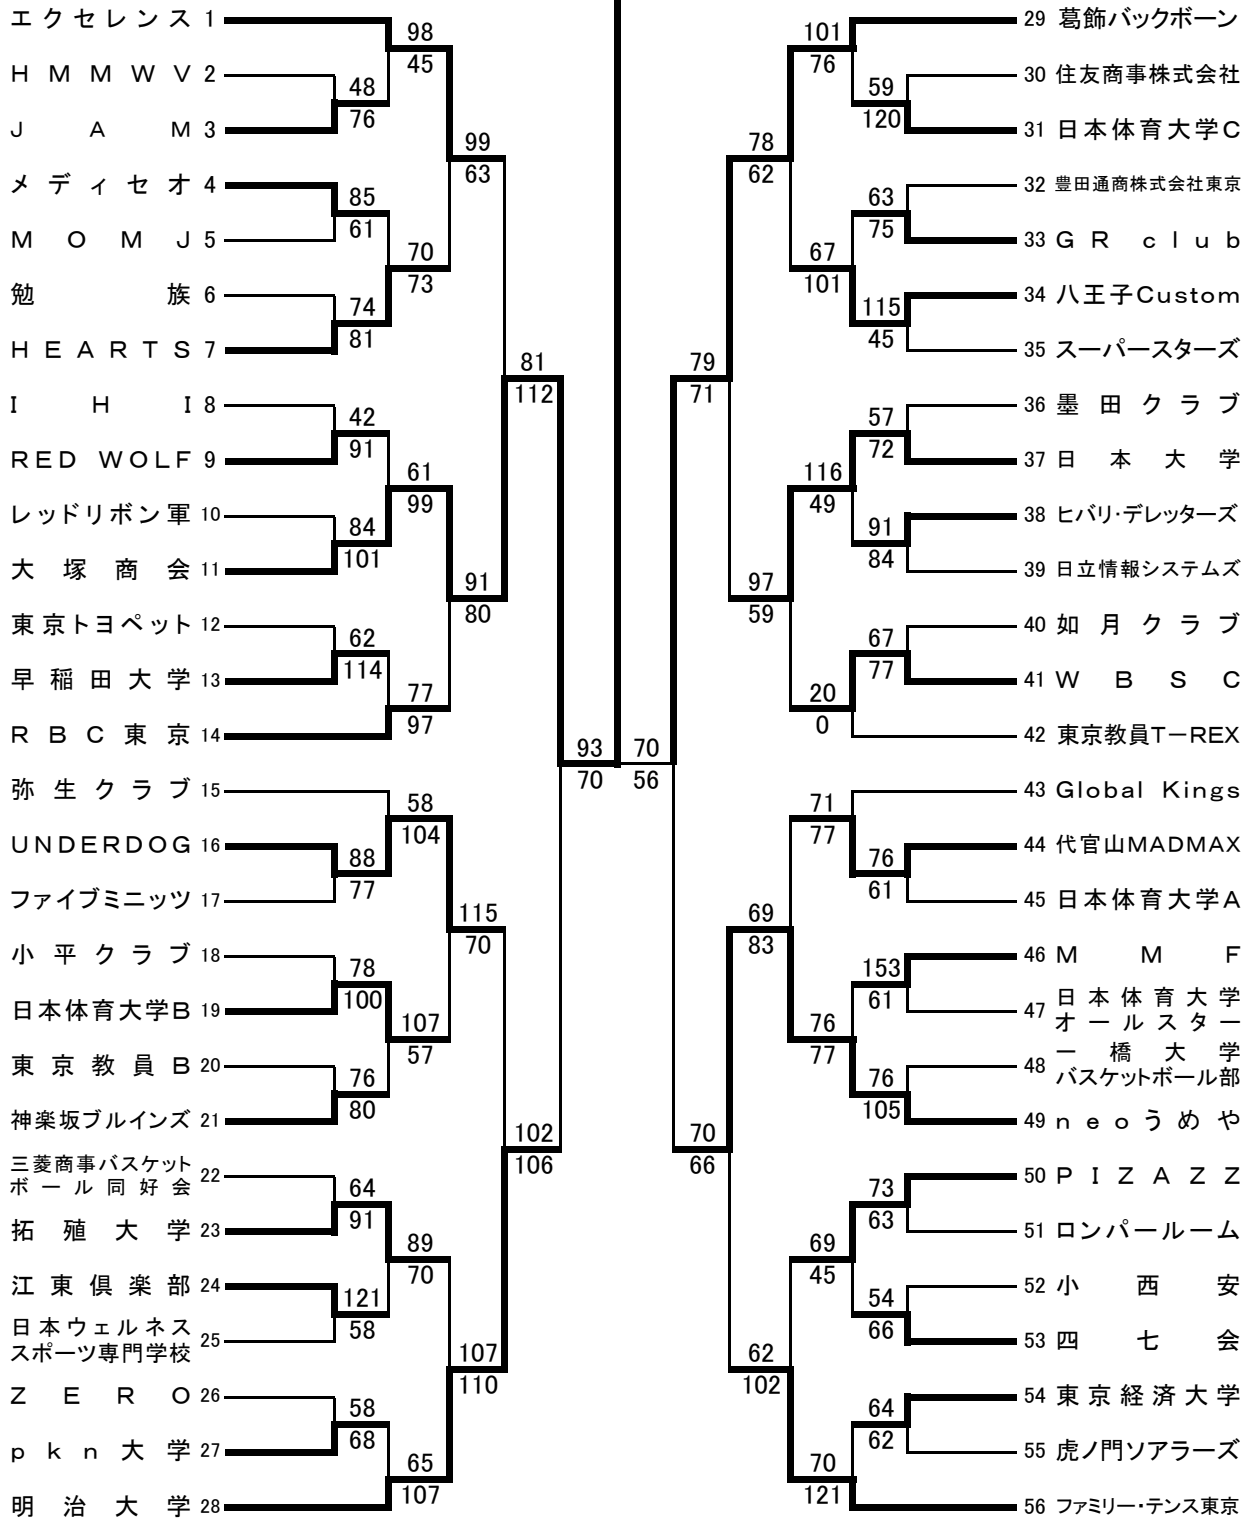 エクセレンス 1
HMMWV 2
JAM 3
メディセオ 4
MOMJ 5
勉族 6
HEARTS 7
IHI 8
RED WOLF 9
レッドリボン軍 10
大塚商会 11
東京トヨペット 12
早稲田大学 13
RBC東京 14
弥生クラブ 15
UNDERDOG 16
ファイブミニッツ 17
小平クラブ 18
日本体育大学B 19
東京教員B 20
神楽坂ブルインズ 21
三菱商事バスケット
ボール同好会 22
拓殖大学 23
江東倶楽部 24
日本ウェルネス
スポーツ専門学校 25
ZERO 26
pkn大学 27
明治大学 28
48
76
85
61
74
81
42
91
84
101
62
114
88
77
78
100
76
80
64
91
121
58
58
68
98
45
70
73
61
99
77
97
58
104
107
57
89
70
65
107
99
63
91
80
115
70
107
110
81
112
102
106
93
70
70
56
79
71
70
66
78
62
97
59
69
83
62
102
101
76
67
101
116
49
20
0
71
77
76
77
69
45
70
121
59
120
63
75
115
45
57
72
91
84
67
77
76
61
153
61
76
105
73
63
54
66
64
62
29 葛飾バックボーン
30 住友商事株式会社
31 日本体育大学C
32 豊田通商株式会社東京
33 GR club
34 八王子Custom
35 スーパースターズ
36 墨田クラブ
37 日本大学
38 ヒバリ・デレッターズ
39 日立情報システムズ
40 如月クラブ
41 WBSC
42 東京教員T－REX
43 Global Kings
44 代官山MADMAX
45 日本体育大学A
46 MMF
47 日本体育大学
オールスター
48 一橋大学
バスケットボール部
49 neoうめや
50 PIZAZZ
51 ロンパールーム
52 小西安
53 四七会
54 東京経済大学
55 虎ノ門ソアラーズ
56 ファミリー・テンス東京